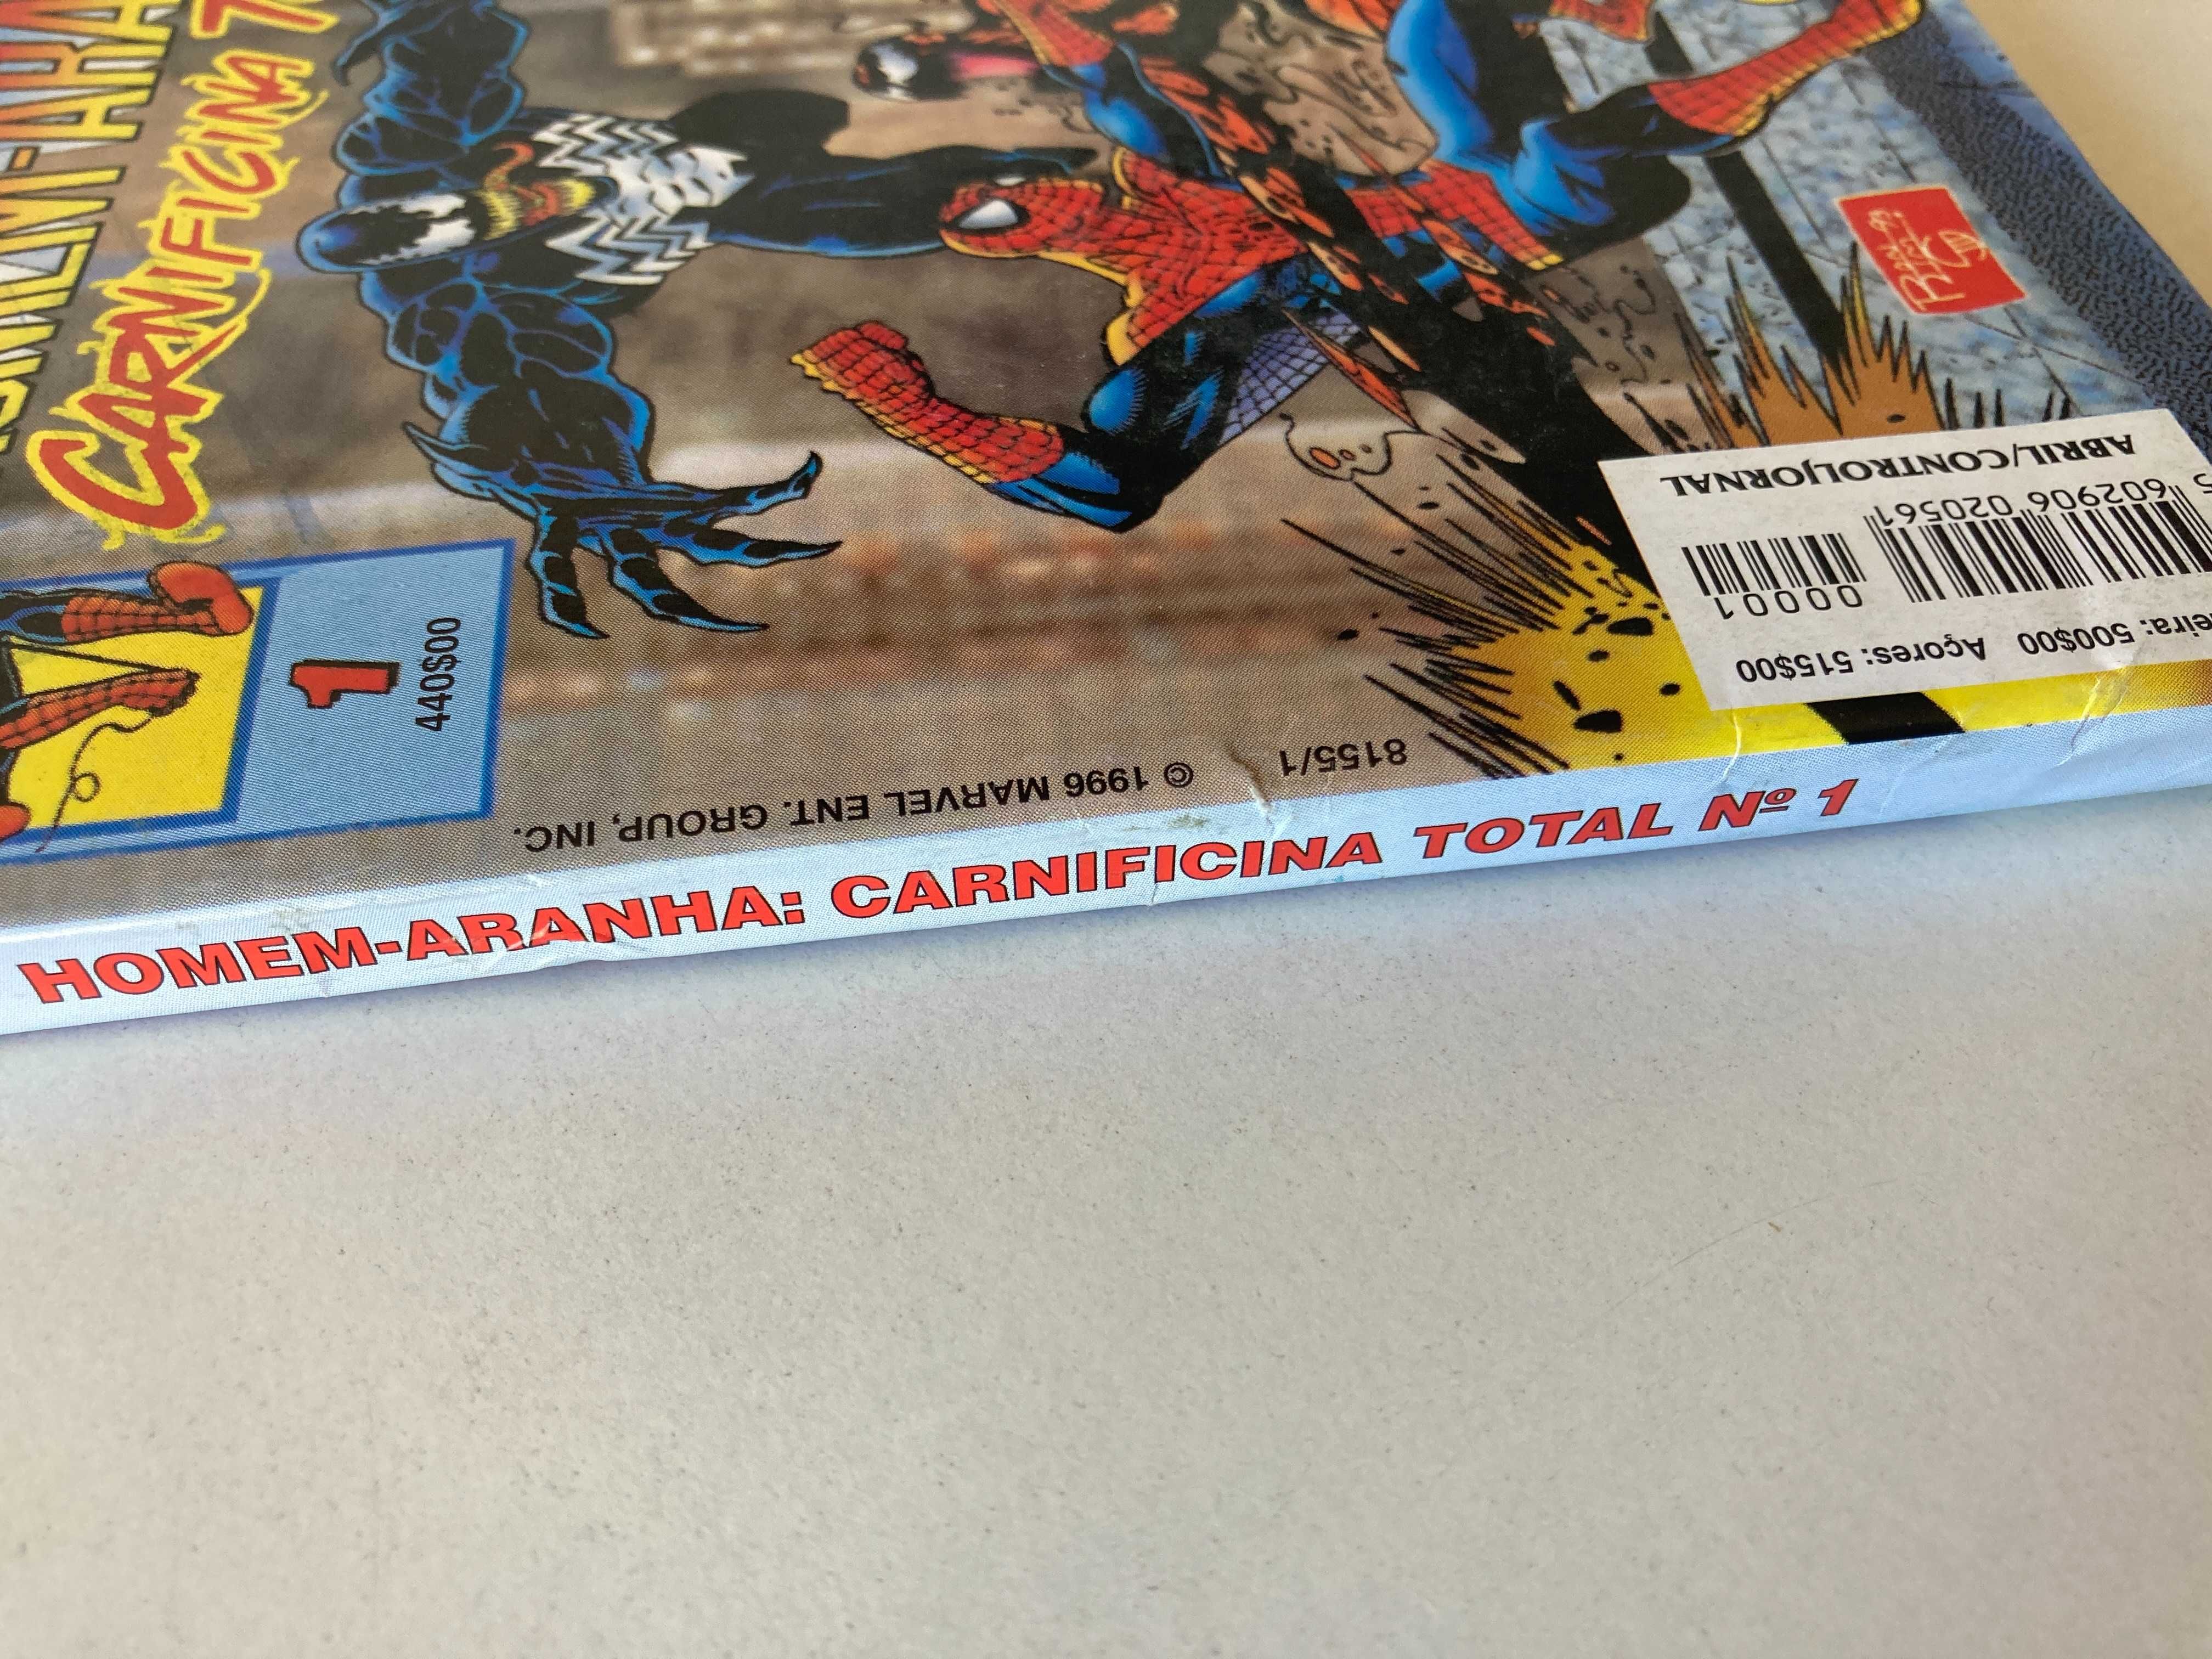 CARNIFICINA
1
440$00
© 1996 MARVEL ENT. GROUP, INC.
8155/1
ABRIL/CONTROLJORNAL
5 602906 020561
00001
500$00 Açores: 515$00
HOMEM-ARANHA: CARNIFICINA TOTAL Nº 1